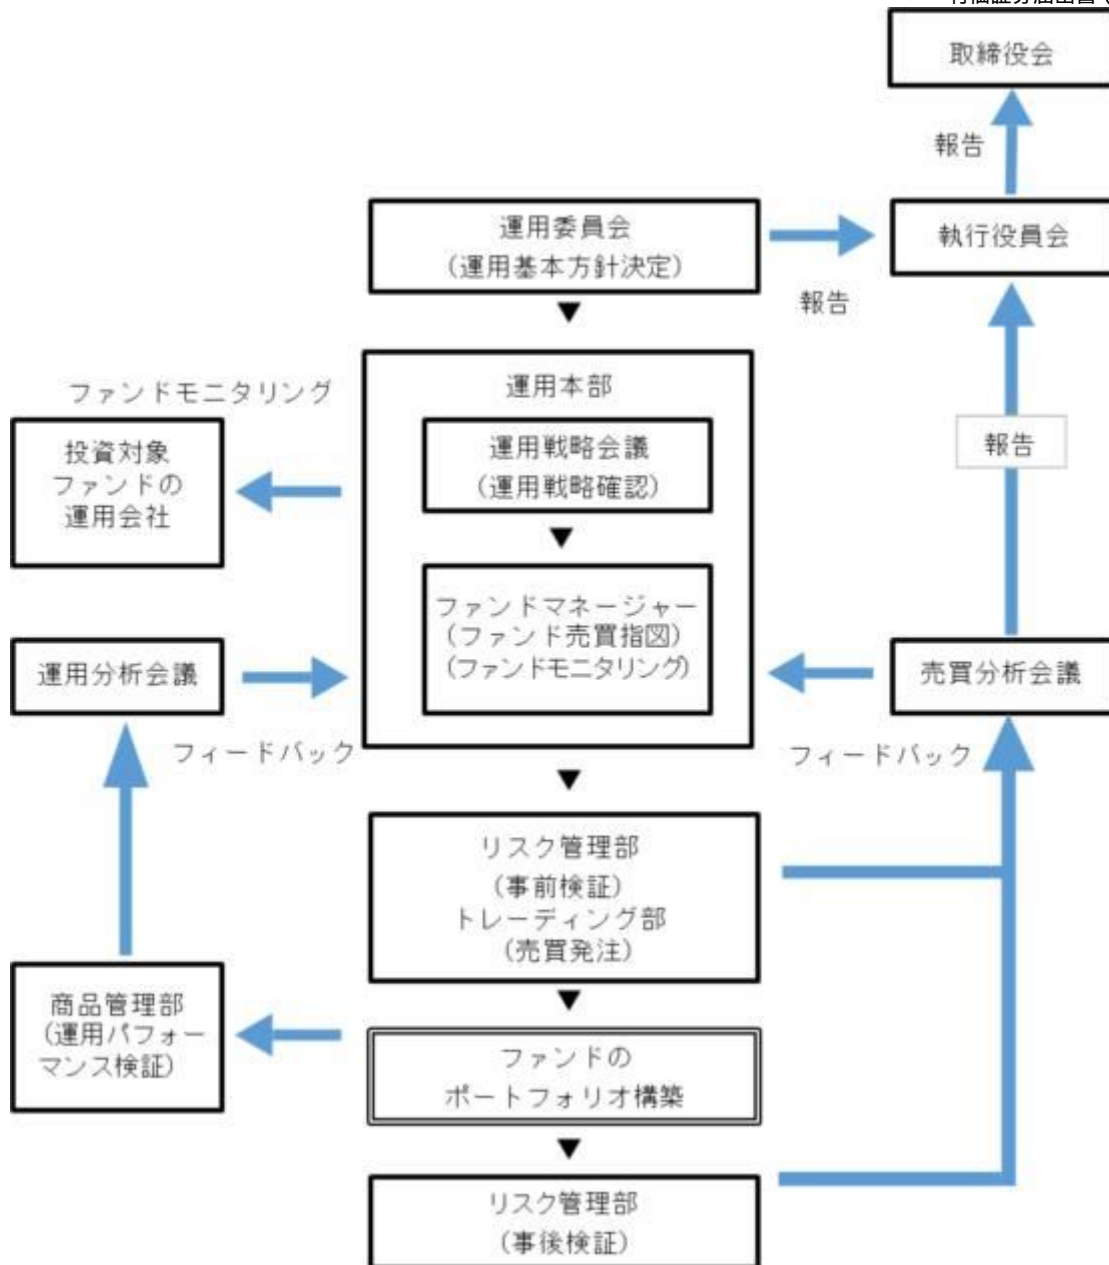 取締役会
報告
運用委員会
(運用基本方針決定)
執行役員会
報告
運用本部
ファンドモニタリング
投資対象
ファンドの
運用会社
運用戦略会議
(運用戦略確認)
報告
ファンドマネージャー
(ファンド売買指図)
(ファンドモニタリング)
運用分析会議
売買分析会議
フィードバック
フィードバック
リスク管理部
(事前検証)
トレーディング部
(売買発注)
商品管理部
(運用パフォー
マンス検証)
ファンドの
ポートフォリオ構築
リスク管理部
(事後検証)